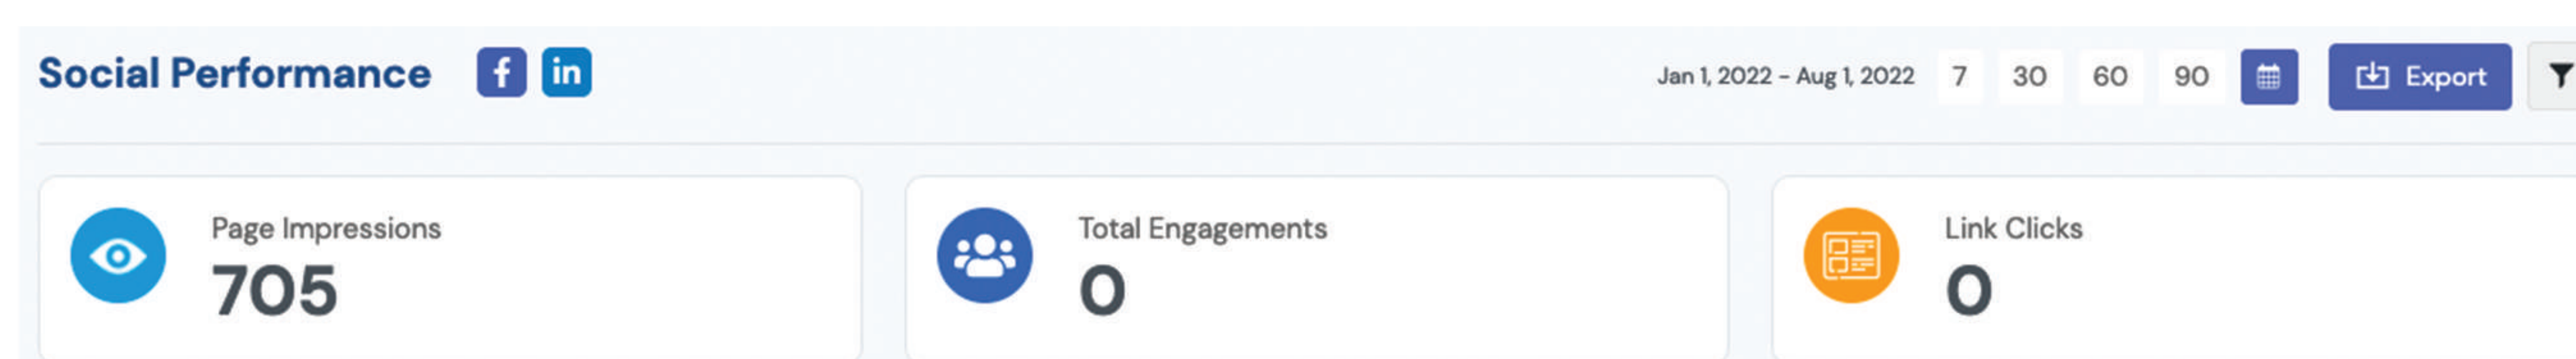 Social Performance f in Jan 1, 2022 - Aug 1, 2022 7 30 60 90 Export
Page Impressions Total Engagements Link Clicks
705 0 0